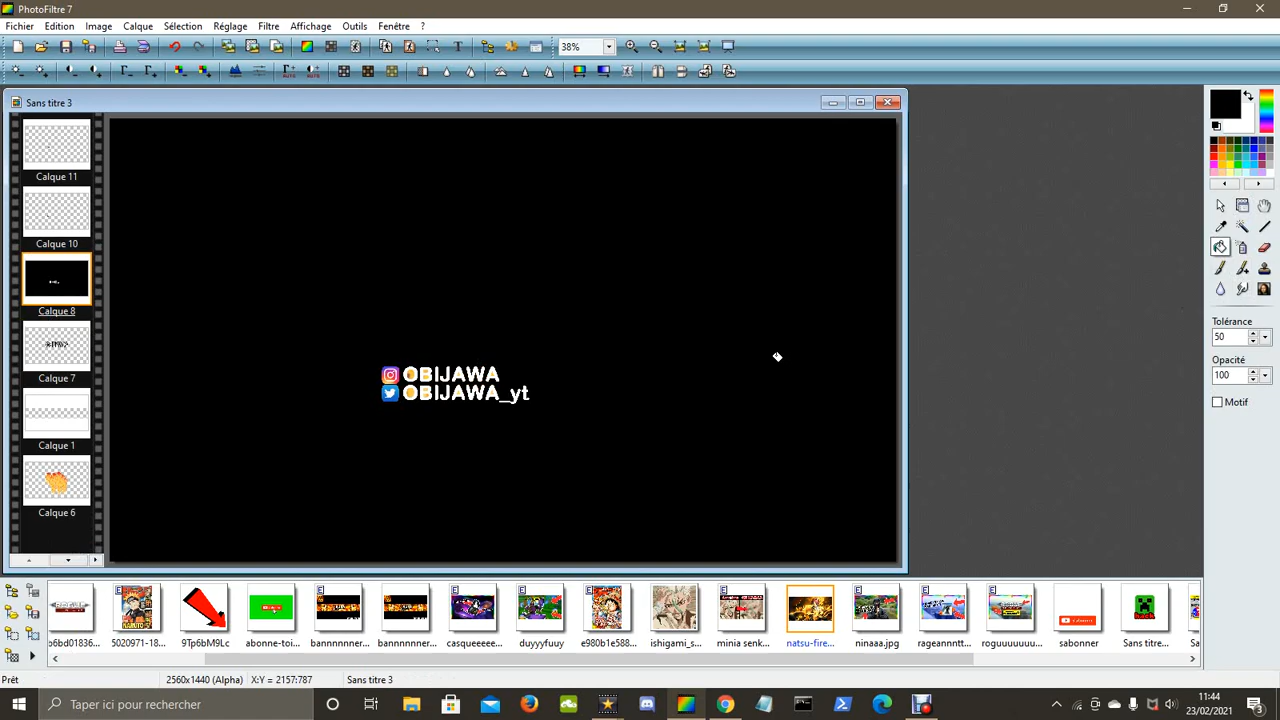 PhotoFiltre 7
Fichier Edition Image Calque Sélection Réglage Filtre Affichage Outils Fenêtre ?
38%
Sans titre 3
Calque 11
Calque 10
Calque 8
Calque 7
Calque 1
Calque 6
OBIJAWA
OBIJAWA_yt
Tolérance
50
Opacité
100
Motif
o6bd01836... 5020971-18... 9Tp6bM9Lc abonne-toi... bannnnnner... bannnnnner... casqueeeee... duyyyfuuy e980b1e588... ishigami_s... minia senk... natsu-fire... ninaaa.jpg rageannntt... roguuuuuu... sabonner Sans titre...
Prêt 2560x1440 (Alpha) X:Y = 2157:787 Sans titre 3
Taper ici pour rechercher
11:44
23/02/2021